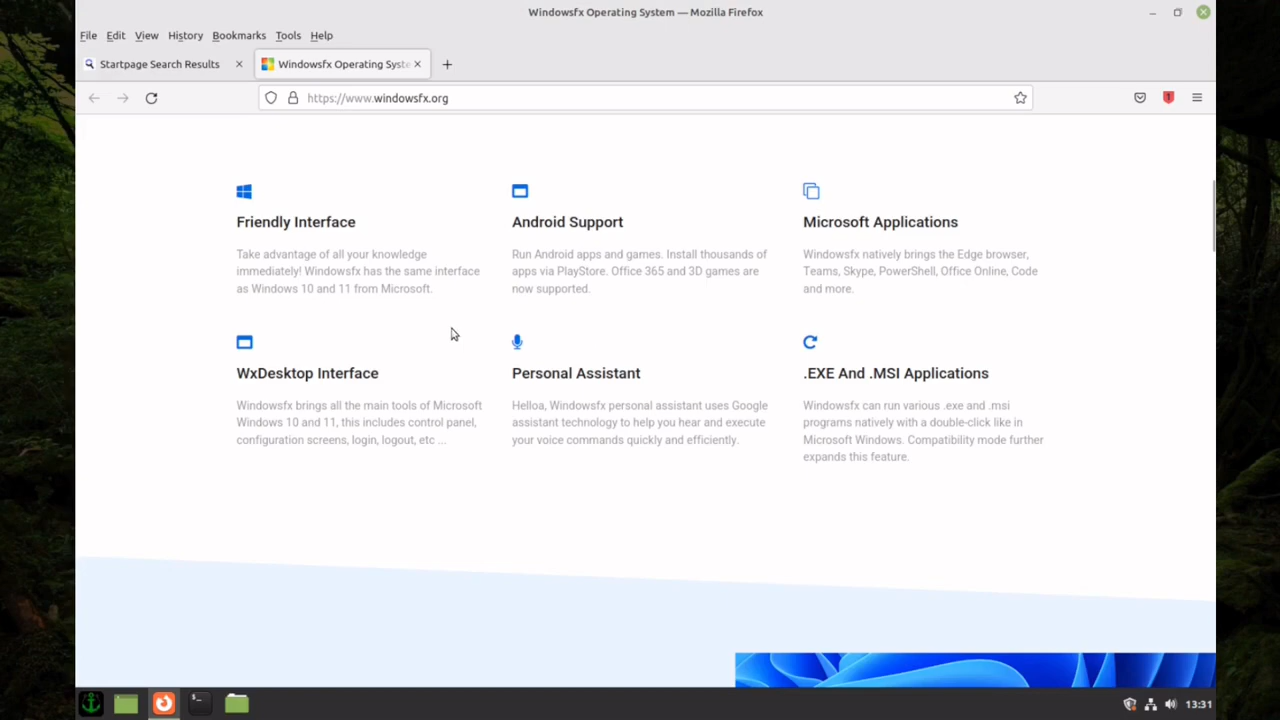 Windowsfx Operating System — Mozilla Firefox
File Edit View History Bookmarks Tools Help
Startpage Search Results
Windowsfx Operating Syste
https://www.windowsfx.org
1
Friendly Interface
Take advantage of all your knowledge
immediately! Windowsfx has the same interface
as Windows 10 and 11 from Microsoft.
Android Support
Run Android apps and games. Install thousands of
apps via PlayStore. Office 365 and 3D games are
now supported.
Microsoft Applications
Windowsfx natively brings the Edge browser,
Teams, Skype, PowerShell, Office Online, Code
and more.
WxDesktop Interface
Windowsfx brings all the main tools of Microsoft
Windows 10 and 11, this includes control panel,
configuration screens, login, logout, etc ...
Personal Assistant
Helloa, Windowsfx personal assistant uses Google
assistant technology to help you hear and execute
your voice commands quickly and efficiently.
.EXE And .MSI Applications
Windowsfx can run various .exe and .msi
programs natively with a double-click like in
Microsoft Windows. Compatibility mode further
expands this feature.
13:31